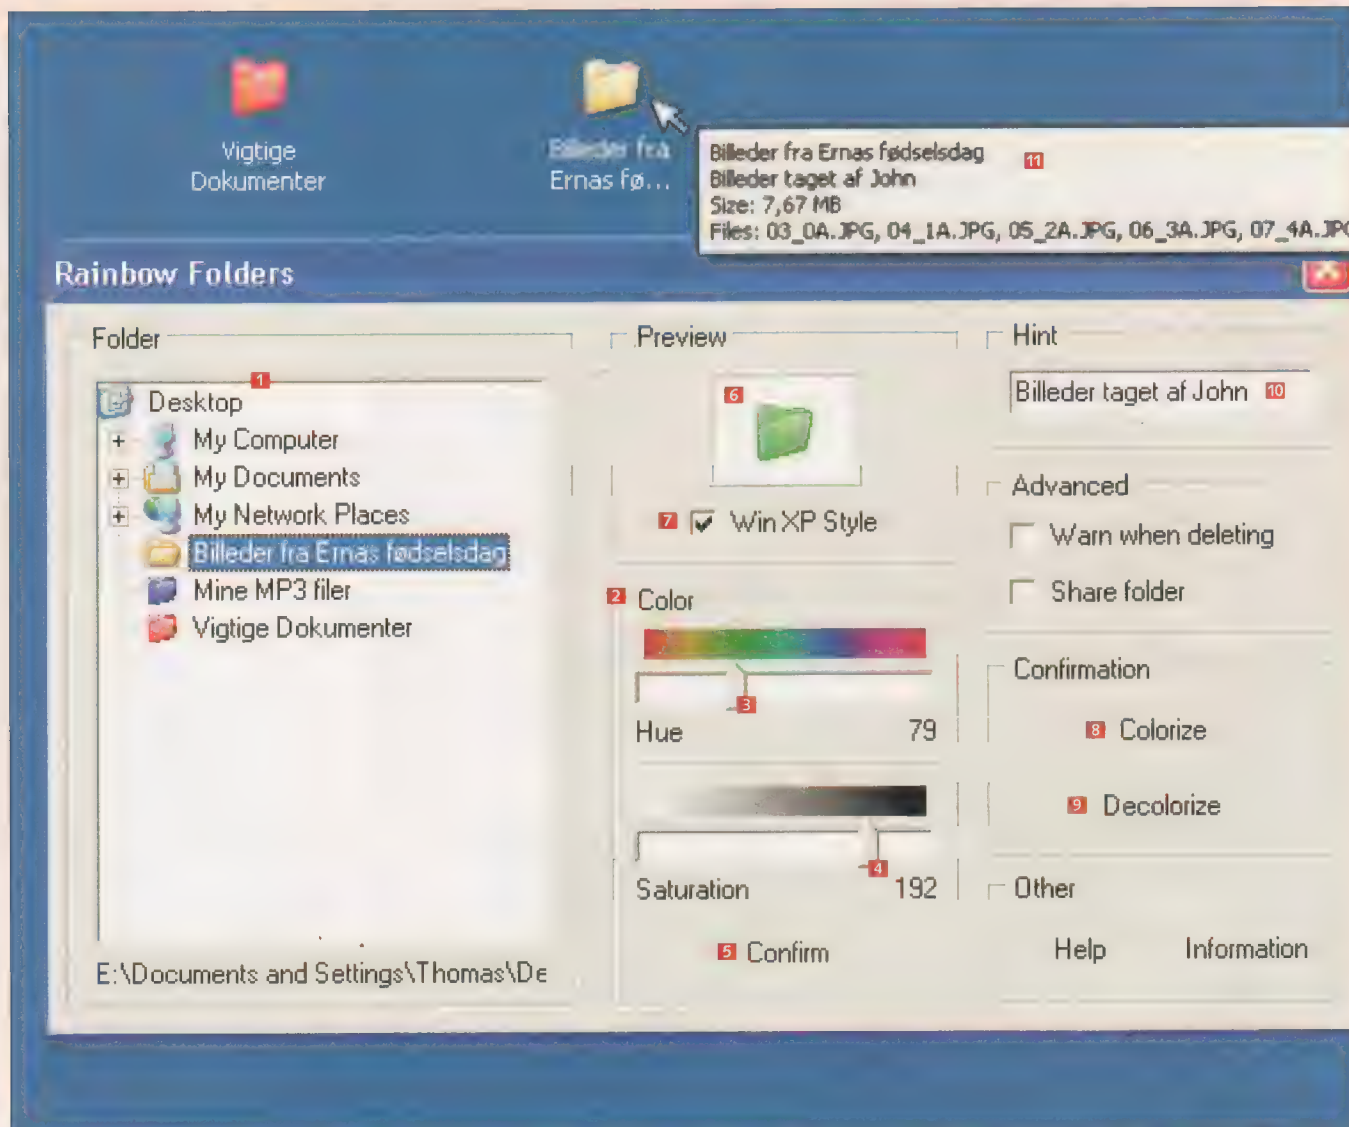 Vigtige
Dokumenter
Billeder fra
Ernas fø...
Billeder fra Ernas fødselsdag 11
Billeder taget af John
Size: 7,67 MB
Files: 03_0A.JPG, 04_1A.JPG, 05_2A.JPG, 06_3A.JPG, 07_4A.JPG
Rainbow Folders
Folder
1
Desktop
My Computer
My Documents
My Network Places
Billeder fra Ernas fødselsdag
Mine MP3 filer
Vigtige Dokumenter
E:\Documents and Settings\Thomas\De
Preview
6
7 Win XP Style
2 Color
3
Hue 79
4
Saturation 192
5 Confirm
Hint
Billeder taget af John 10
Advanced
Warn when deleting
Share folder
Confirmation
8 Colorize
9 Decolorize
Other
Help Information